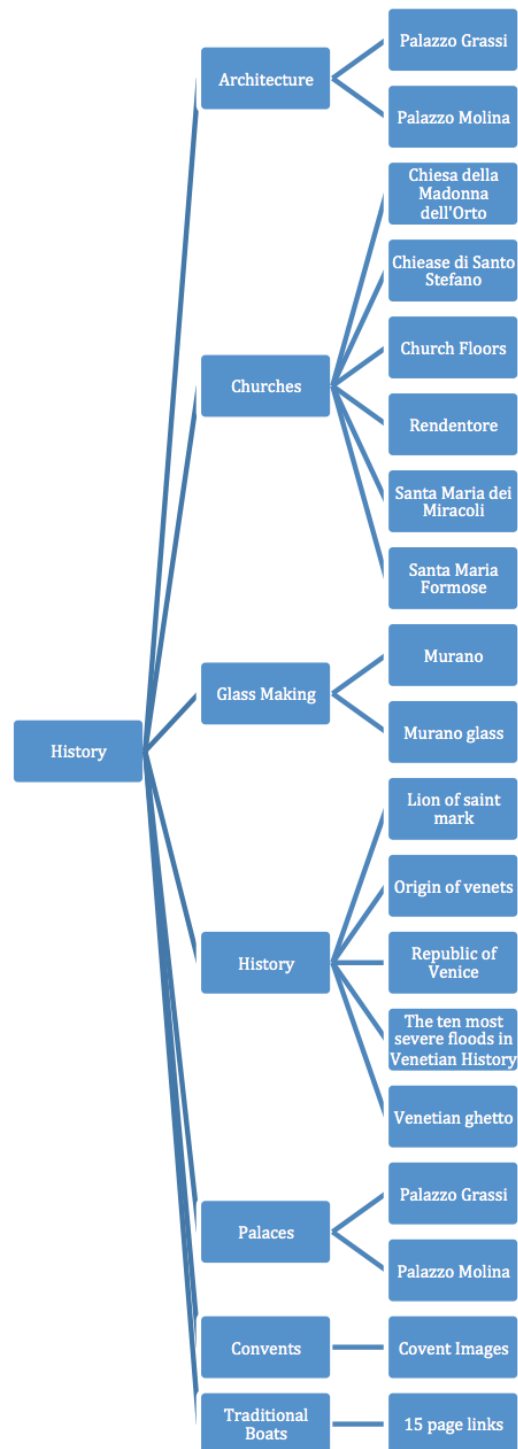 Palazzo Grassi
Architecture
Palazzo Molina
Chiesa della
Madonna
dell'Orto
Chiease di Santo
Stefano
Church Floors
Churches
Rendentore
Santa Maria dei
Miracoli
Santa Maria
Formose
Murano
Glass Making
Murano glass
History
Lion of saint
mark
Origin of venets
History
Republic of
Venice
The ten most
severe floods in
Venetian History
Venetian ghetto
Palazzo Grassi
Palaces
Palazzo Molina
Convents
Covent Images
Traditional
Boats
15 page links